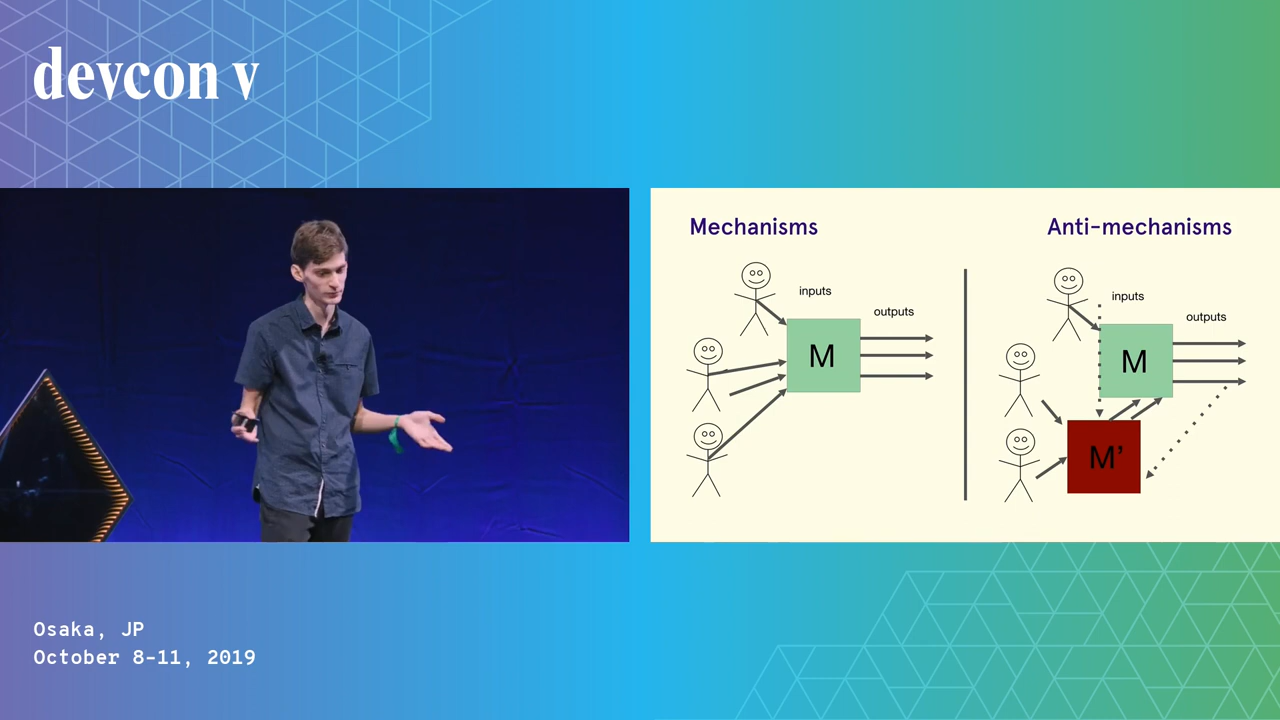 devcon v
Mechanisms
Anti-mechanisms
inputs
outputs
M
inputs
outputs
M
M’
Osaka, JP
October 8-11, 2019